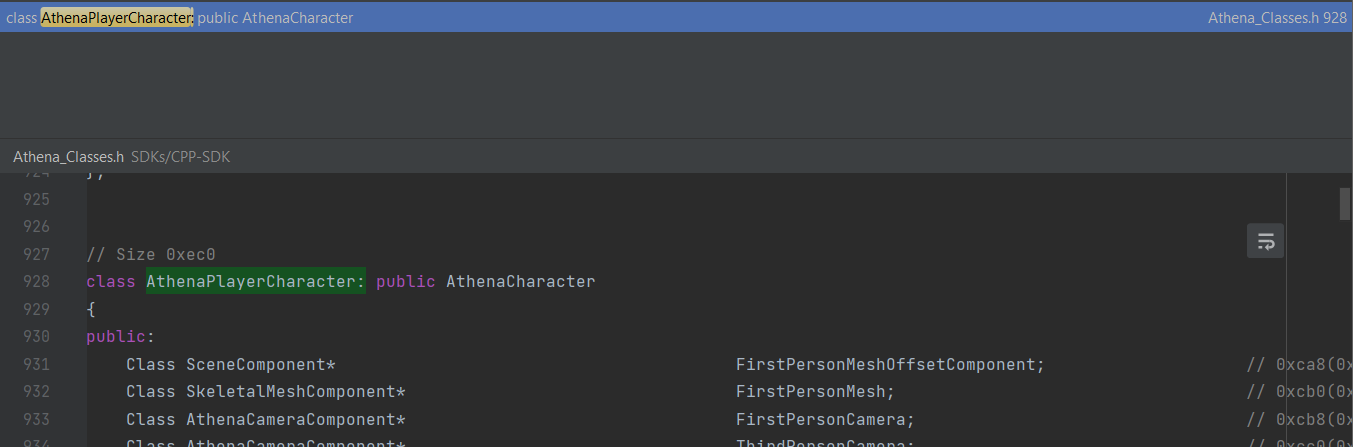 class AthenaPlayerCharacter: public AthenaCharacter Athena_Classes.h 928
Athena_Classes.h SDKs/CPP-SDK
924 };
925
926
927 // Size 0xec0
928 class AthenaPlayerCharacter: public AthenaCharacter
929 {
930 public:
931 Class SceneComponent* FirstPersonMeshOffsetComponent; // 0xca8(0x
932 Class SkeletalMeshComponent* FirstPersonMesh; // 0xcb0(0x
933 Class AthenaCameraComponent* FirstPersonCamera; // 0xcb8(0x
934 Class AthenaCameraComponent* ThirdPersonCamera; // 0xcc0(0x